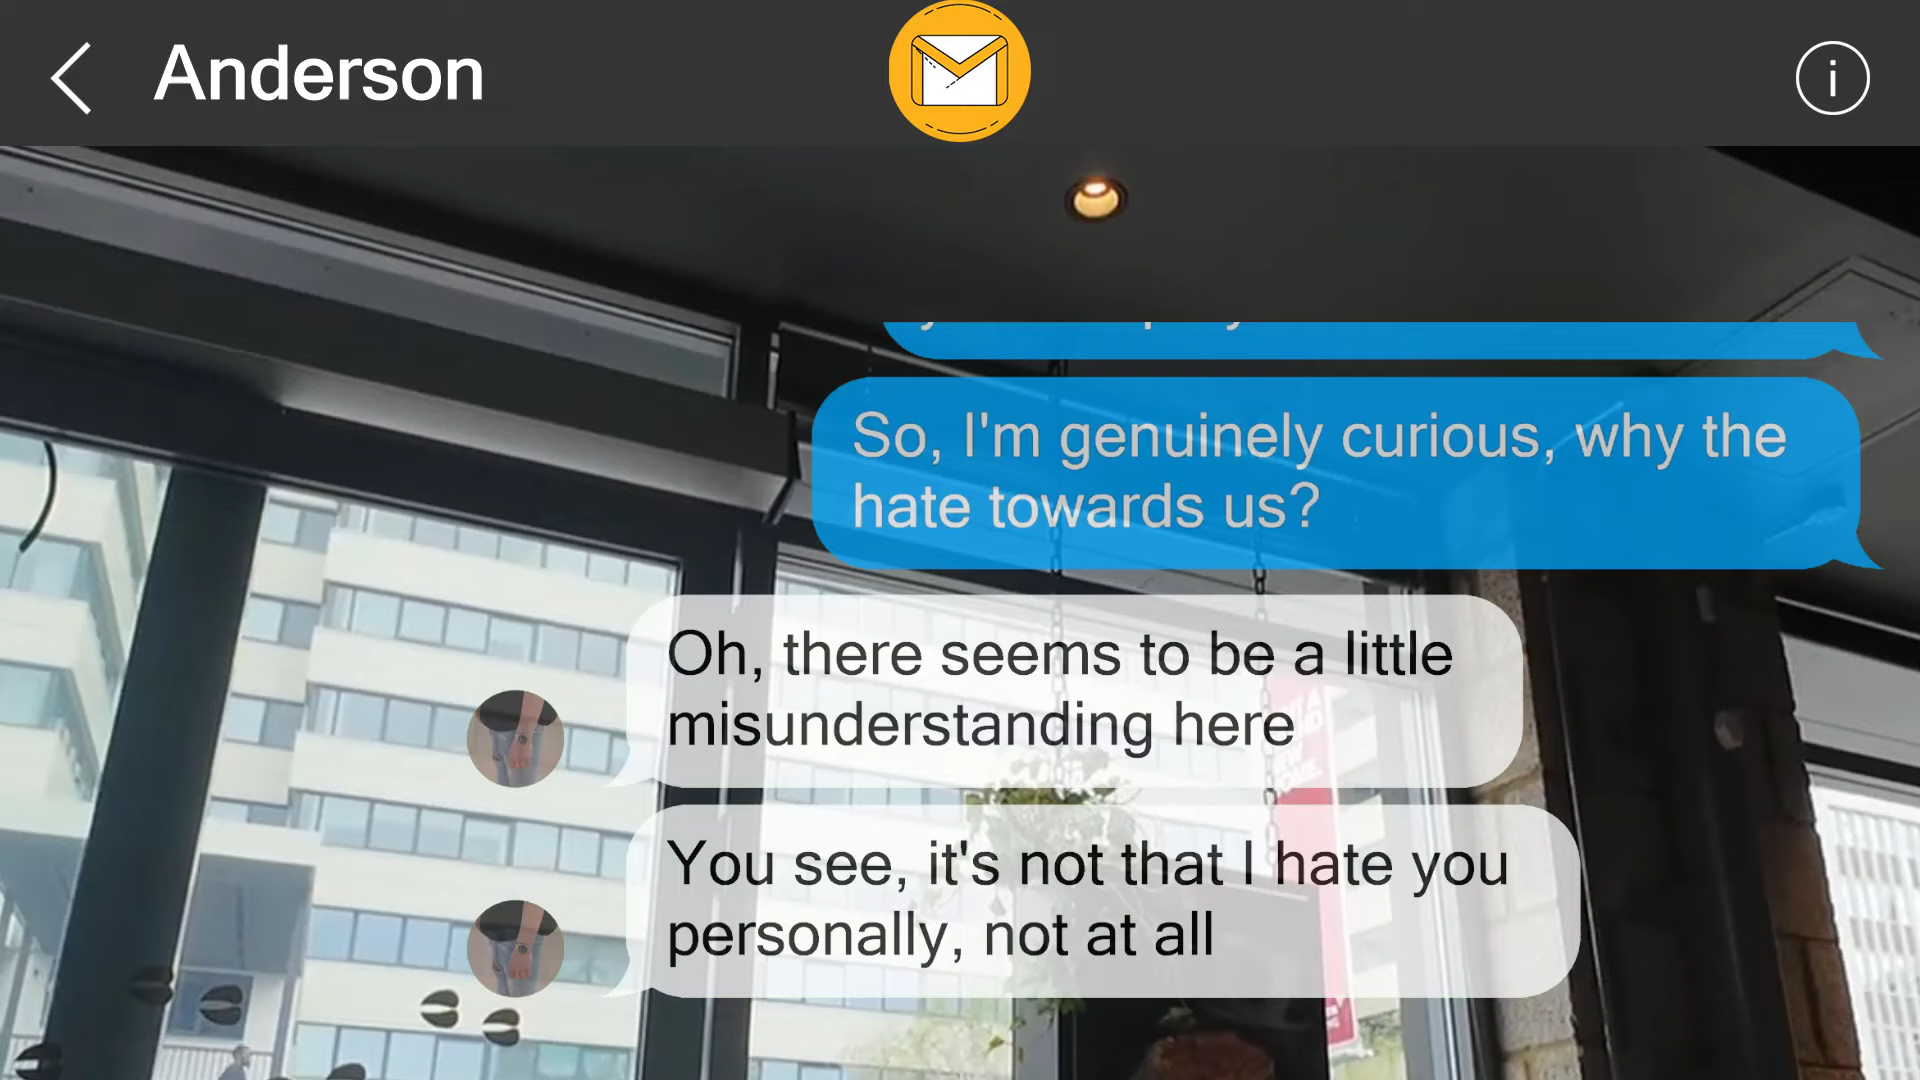 Anderson
So, I'm genuinely curious, why the
hate towards us?
Oh, there seems to be a little
misunderstanding here
You see, it's not that I hate you
personally, not at all